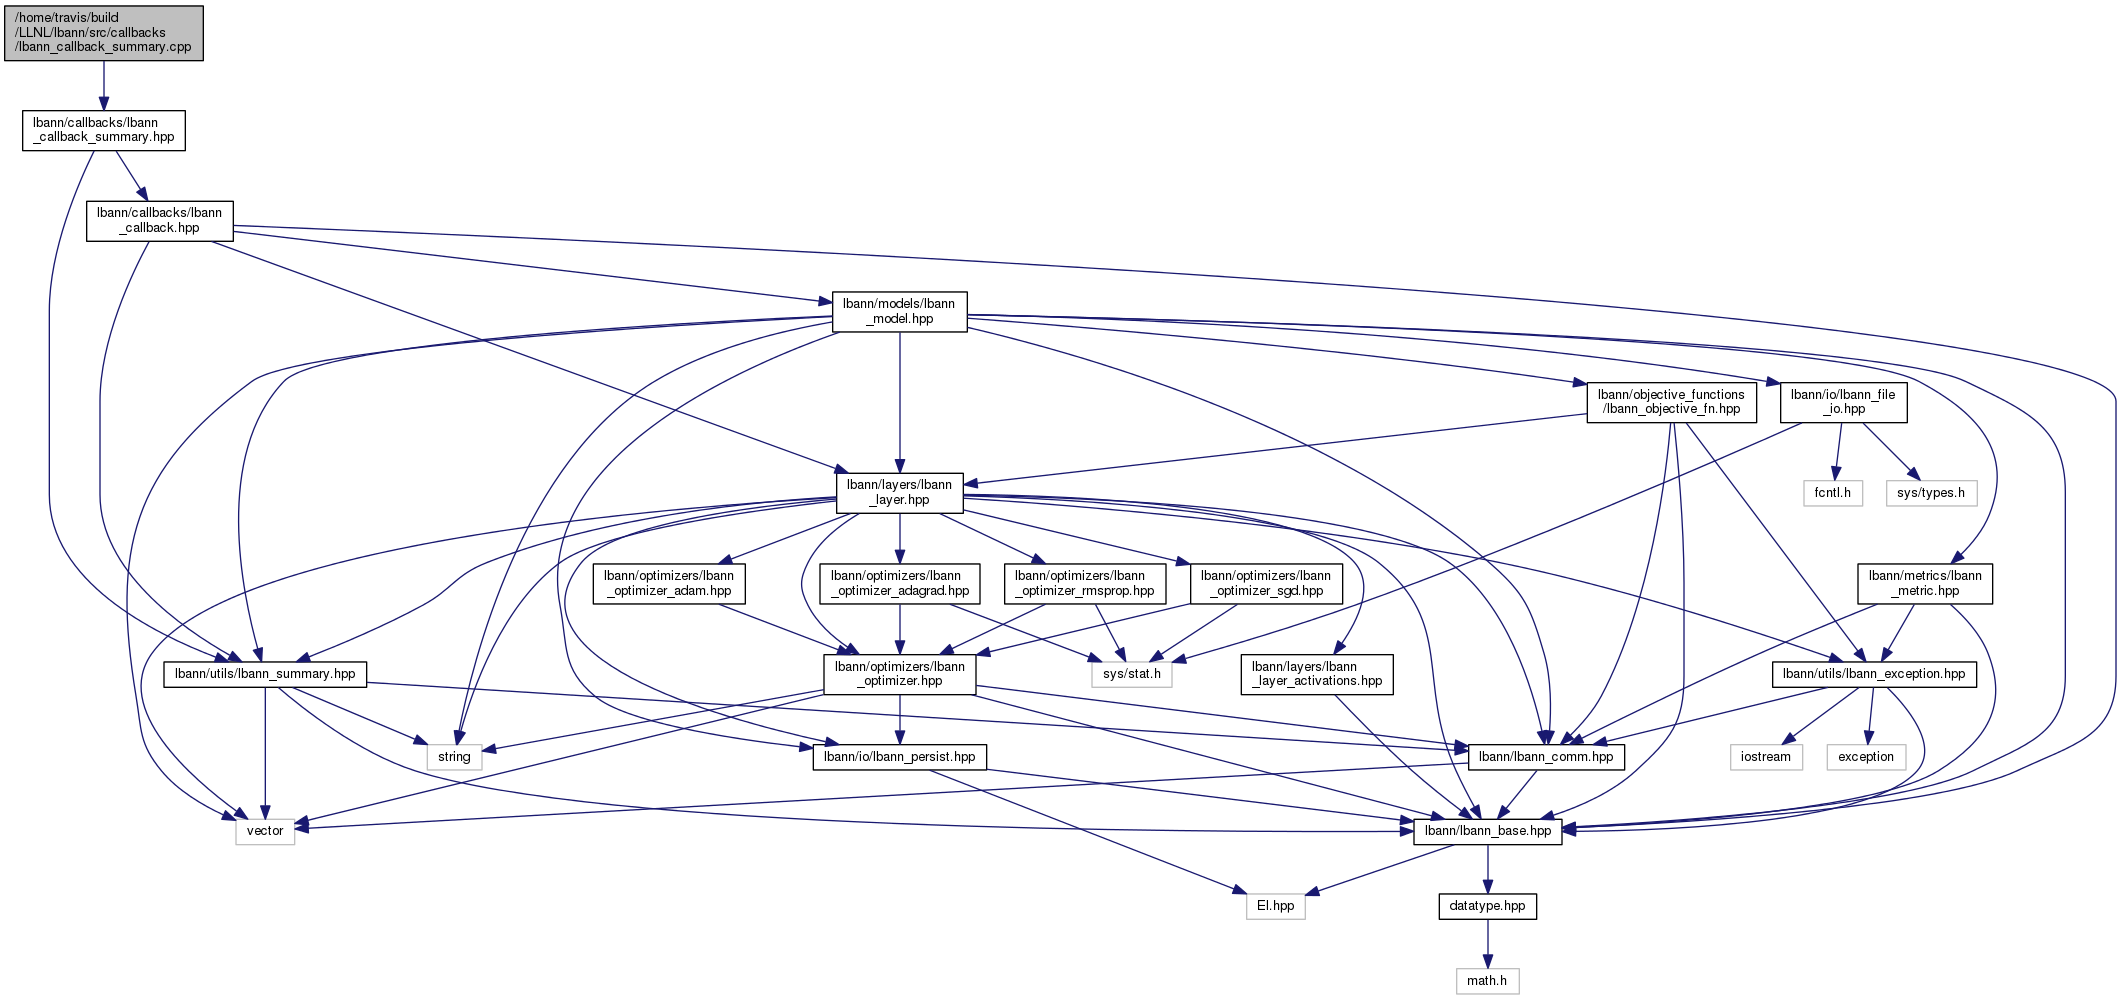 /home/travis/build
/LLNL/lbann/src/callbacks
/lbann_callback_summary.cpp
lbann/callbacks/lbann
_callback_summary.hpp
lbann/callbacks/lbann
_callback.hpp
lbann/models/lbann
_model.hpp
lbann/objective_functions
/lbann_objective_fn.hpp
lbann/io/lbann_file
_io.hpp
lbann/layers/lbann
_layer.hpp
fcntl.h
sys/types.h
lbann/optimizers/lbann
_optimizer_adam.hpp
lbann/optimizers/lbann
_optimizer_adagrad.hpp
lbann/optimizers/lbann
_optimizer_rmsprop.hpp
lbann/optimizers/lbann
_optimizer_sgd.hpp
lbann/metrics/lbann
_metric.hpp
lbann/utils/lbann_summary.hpp
lbann/optimizers/lbann
_optimizer.hpp
sys/stat.h
lbann/layers/lbann
_layer_activations.hpp
lbann/utils/lbann_exception.hpp
string
lbann/io/lbann_persist.hpp
lbann/lbann_comm.hpp
iostream
exception
vector
lbann/lbann_base.hpp
El.hpp
datatype.hpp
math.h